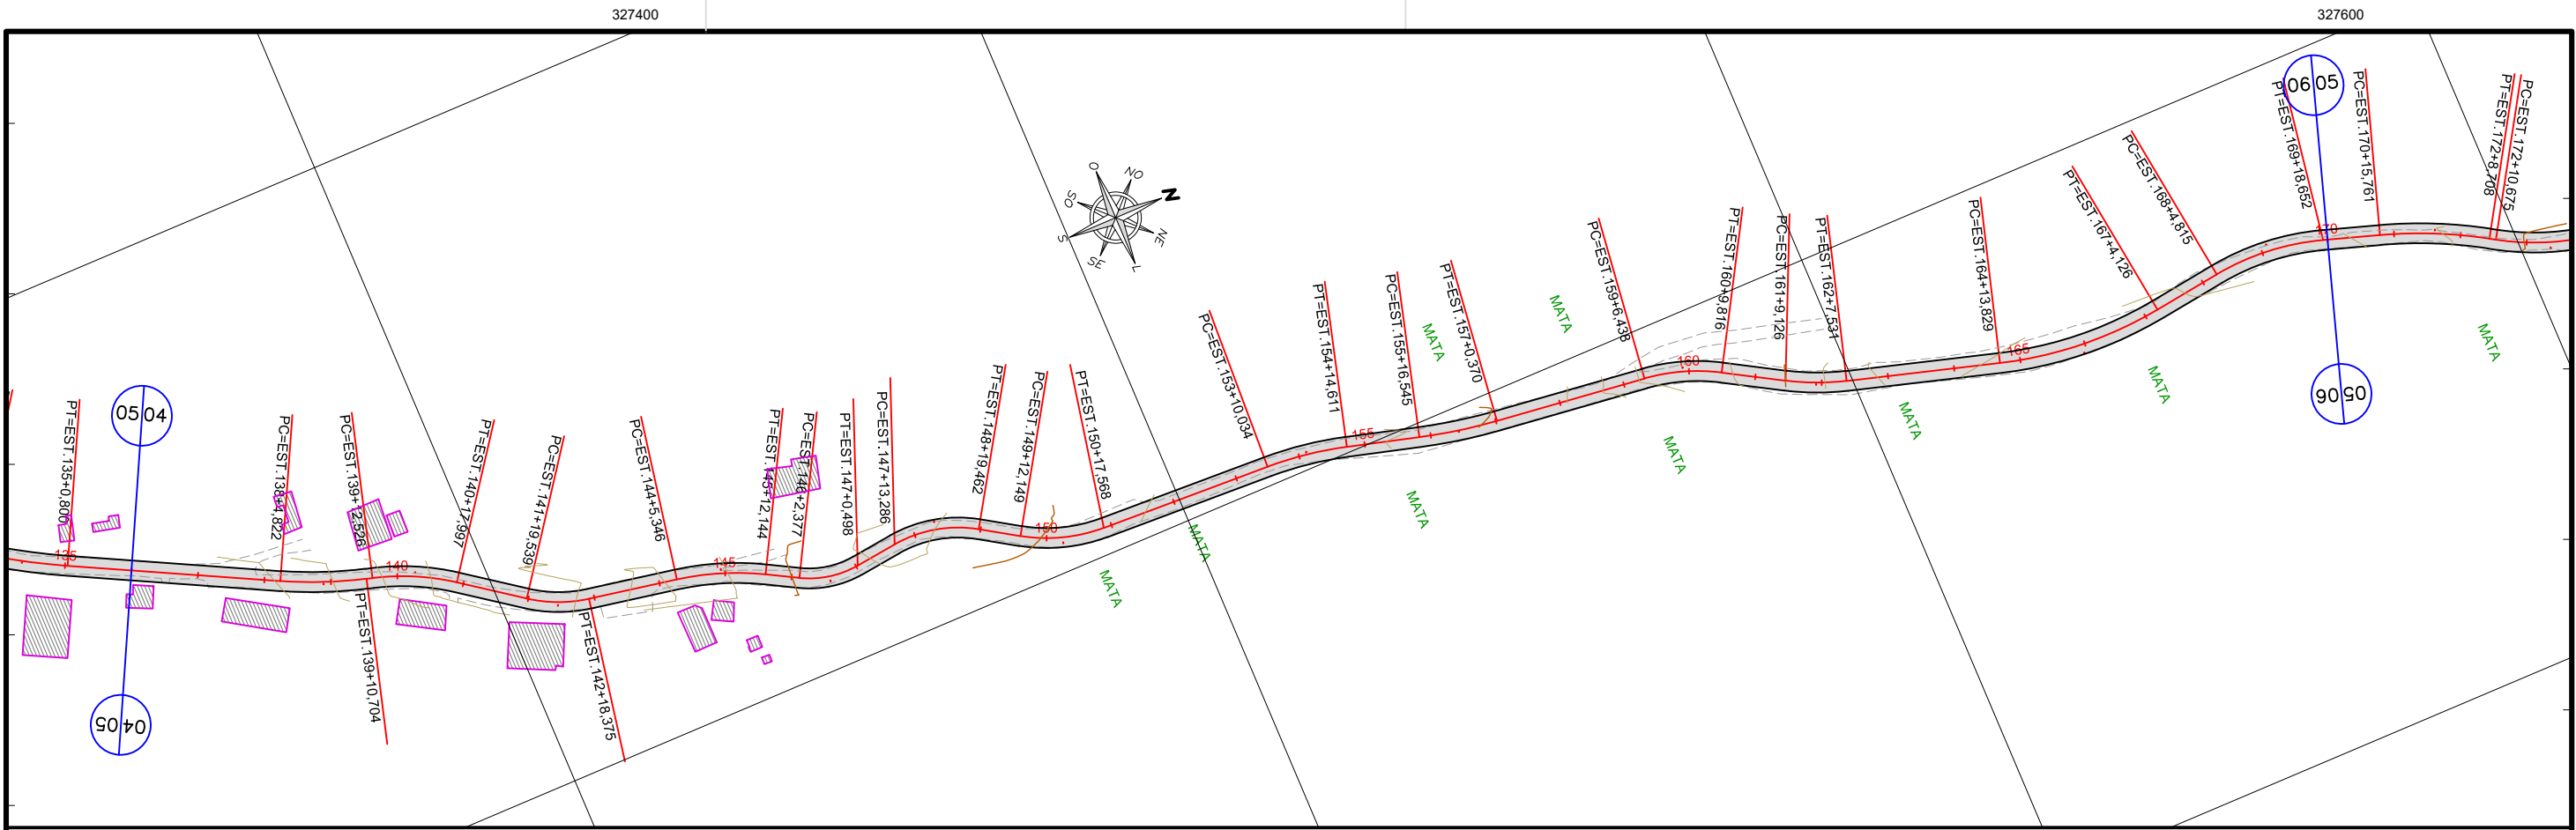 327400
327600
PT=EST.135+0,806
05 04
04 05
135
PC=EST.138+4,822
PC=EST.139+12,526
PT=EST.139+10,704
140
PT=EST.140+17,997
PC=EST.141+19,539
PT=EST.142+18,375
PC=EST.144+5,346
145
PT=EST.145+12,144
PC=EST.146+2,377
PT=EST.147+0,498
PC=EST.147+13,286
PT=EST.148+19,462
PC=EST.149+12,149
150
PT=EST.150+17,568
O
NO
N
NE
L
SE
S
SO
MATA
MATA
PC=EST.153+10,034
PT=EST.154+14,611
155
PC=EST.155+16,545
PT=EST.157+0,370
MATA
MATA
MATA
MATA
PC=EST.159+6,438
160
PT=EST.160+9,816
PC=EST.161+9,126
PT=EST.162+7,531
MATA
PC=EST.164+13,829
165
PT=EST.167+4,126
MATA
PC=EST.168+4,815
PT=EST.169+18,652
06 05
170
05 06
PC=EST.170+15,761
PT=EST.172+8,708
PC=EST.172+10,675
MATA